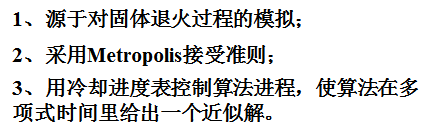 1、源于对固体退火过程的模拟；
2、采用Metropolis接受准则；
3、用冷却进度表控制算法进程，使算法在多
项式时间里给出一个近似解。